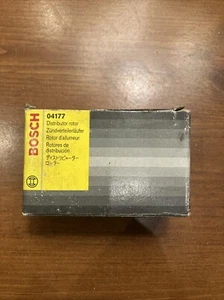 BOSCH
04177
Distributor rotor
Zündverteilerläufer
Rotor d'allumeur
Rotores de
distribución
ディストリビューター
ローター